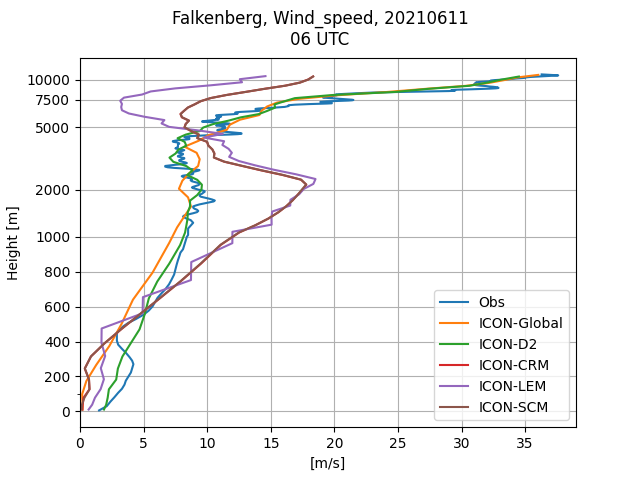 Falkenberg, Wind_speed, 20210611
06 UTC
10000
7500
5000
2000
1000
800
600
400
200
0
Height [m]
Obs
ICON-Global
ICON-D2
ICON-CRM
ICON-LEM
ICON-SCM
0 5 10 15 20 25 30 35
[m/s]